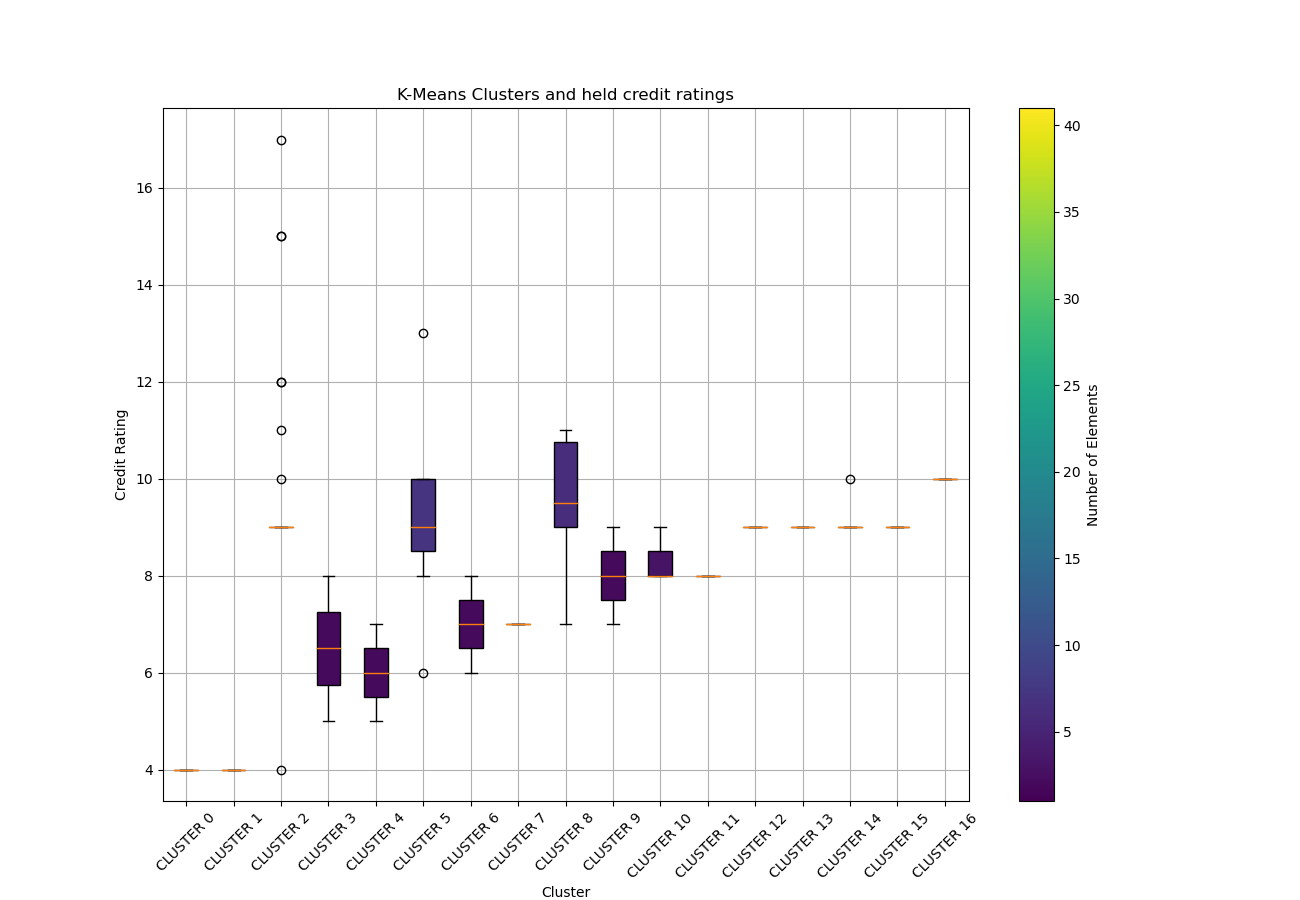 K-Means Clusters and held credit ratings
Credit Rating
16
14
12
10
8
6
4
CLUSTER 0
CLUSTER 1
CLUSTER 2
CLUSTER 3
CLUSTER 4
CLUSTER 5
CLUSTER 6
CLUSTER 7
CLUSTER 8
CLUSTER 9
CLUSTER 10
CLUSTER 11
CLUSTER 12
CLUSTER 13
CLUSTER 14
CLUSTER 15
CLUSTER 16
Cluster
40
35
30
25
20
15
10
5
Number of Elements